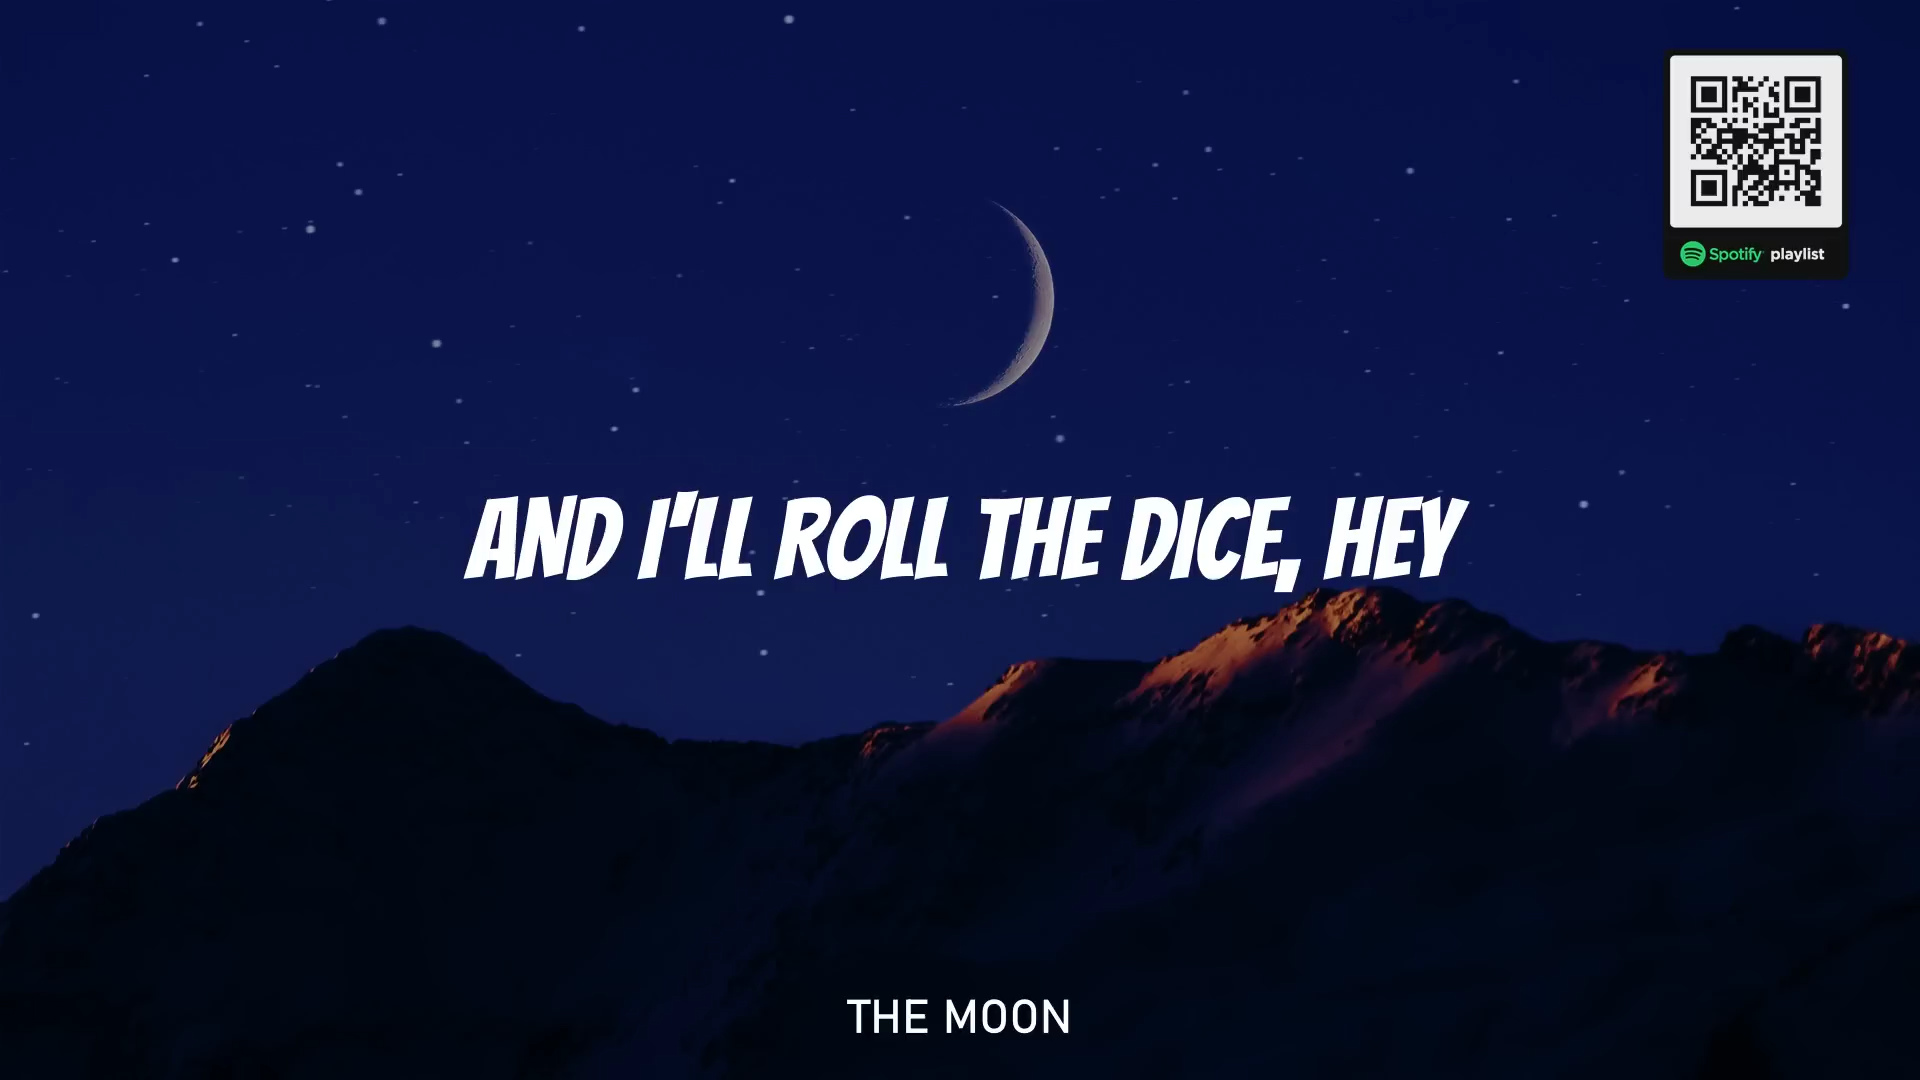 Spotify playlist
AND I'LL ROLL THE DICE, HEY
THE MOON